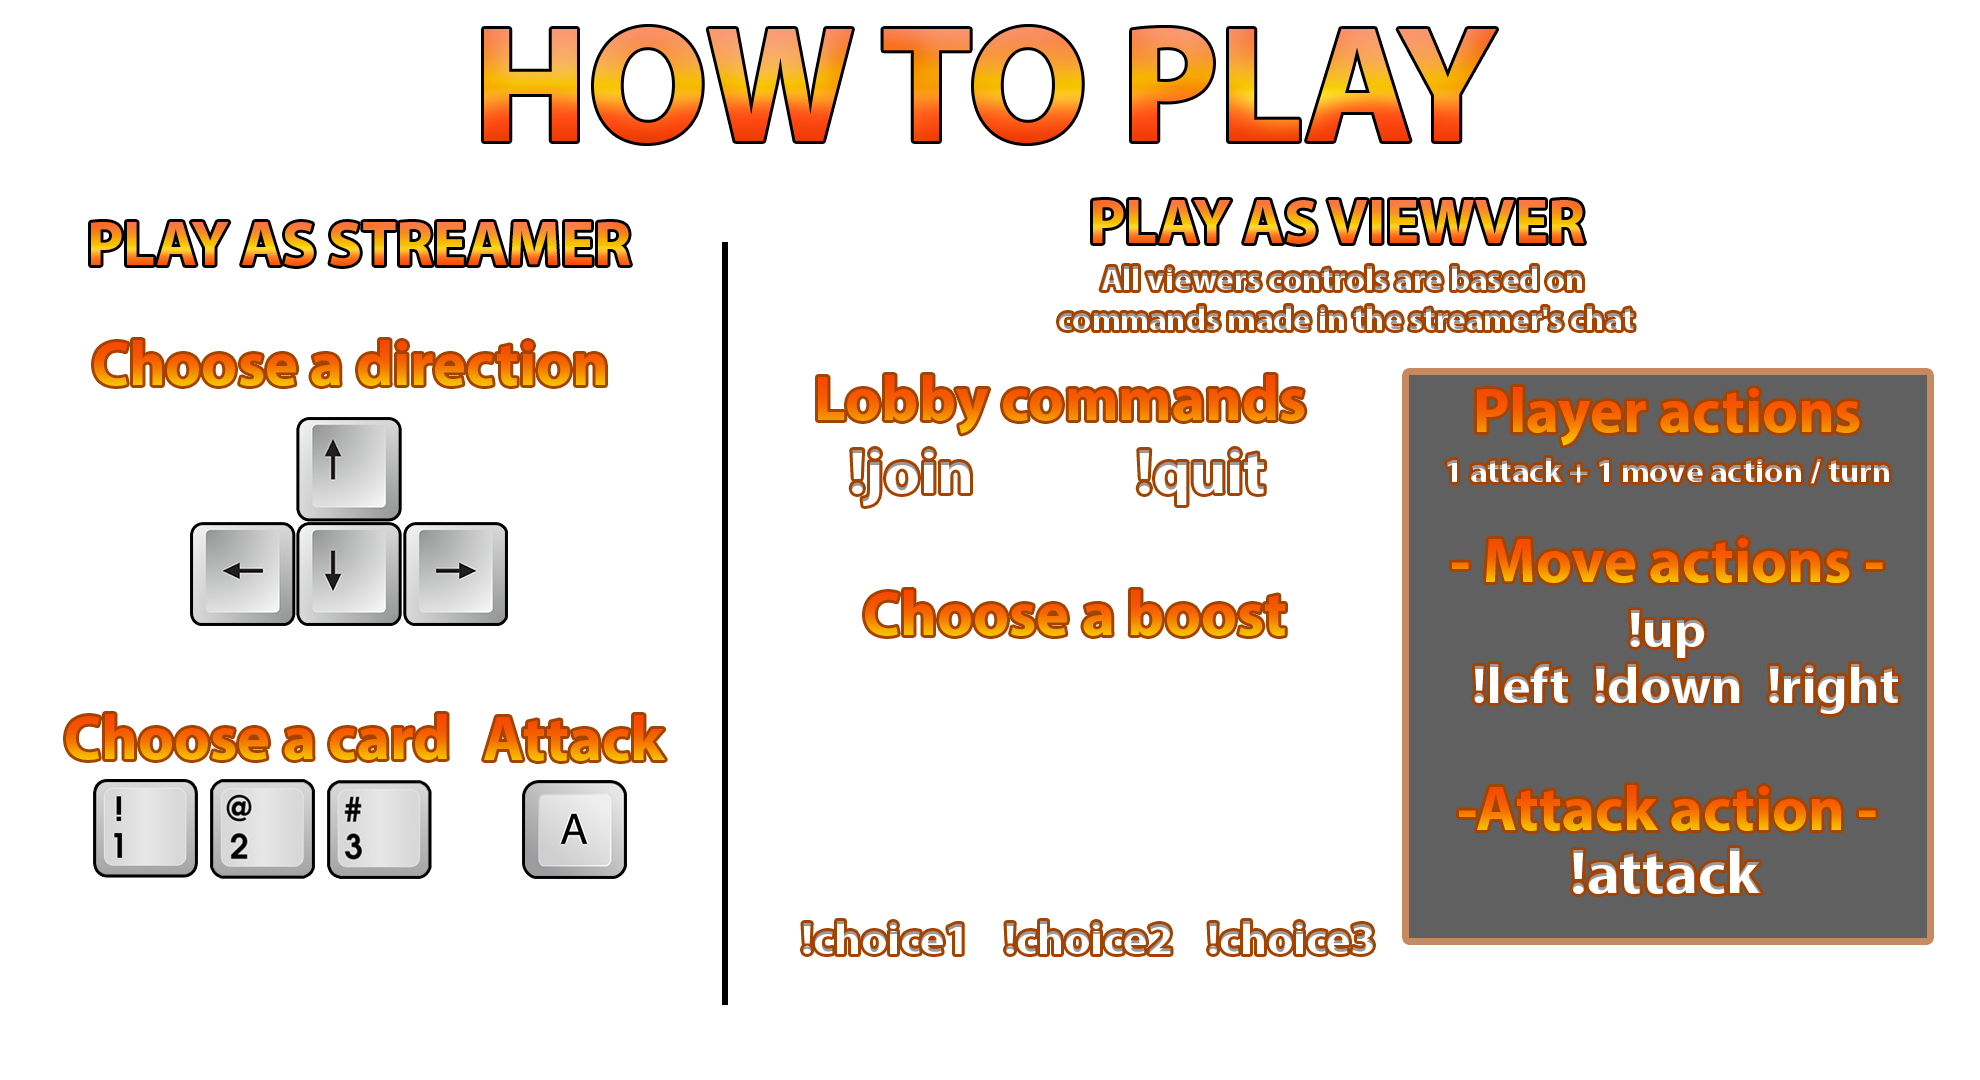 HOW TO PLAY
PLAY AS STREAMER
Choose a direction
↑
← ↓ →
Choose a card
! 1
@ 2
# 3
Attack
A
PLAY AS VIEWVER
All viewers controls are based on
commands made in the streamer's chat
Lobby commands
!join !quit
Choose a boost
!choice1 !choice2 !choice3
Player actions
1 attack + 1 move action / turn
- Move actions -
!up
!left !down !right
-Attack action -
!attack